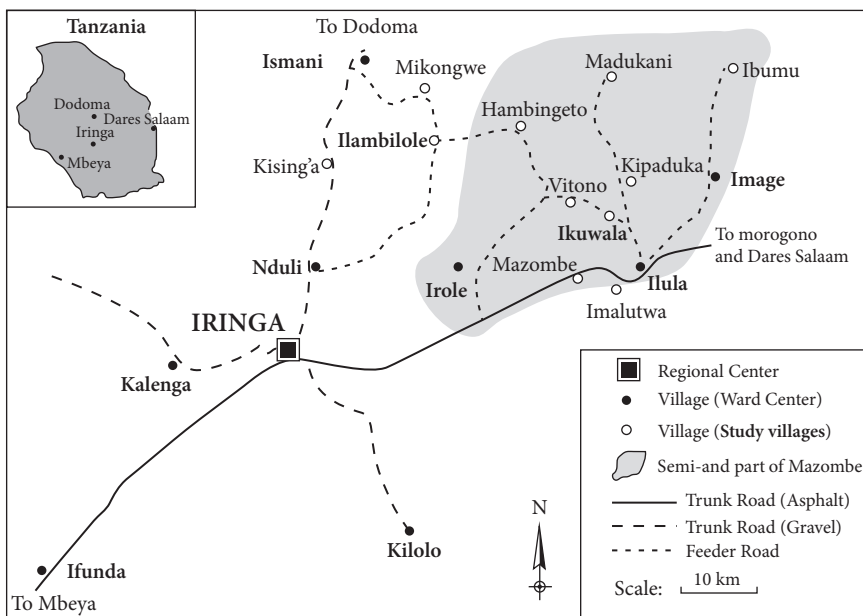 Tanzania
Dodoma
Dares Salaam
Iringa
Mbeya
To Dodoma
Ismani
Mikongwe
Madukani
Ibumu
Hambingeto
Ilambilole
Kising'a
Kipaduka
Vitono
Image
Ikuwala
To morogono
and Dares Salaam
Nduli
Mazombe
Irole
Ilula
Imalutwa
IRINGA
Kalenga
Kilolo
Ifunda
To Mbeya
N
Regional Center
Village (Ward Center)
Village (Study villages)
Semi-and part of Mazombe
Trunk Road (Asphalt)
Trunk Road (Gravel)
Feeder Road
Scale: 10 km